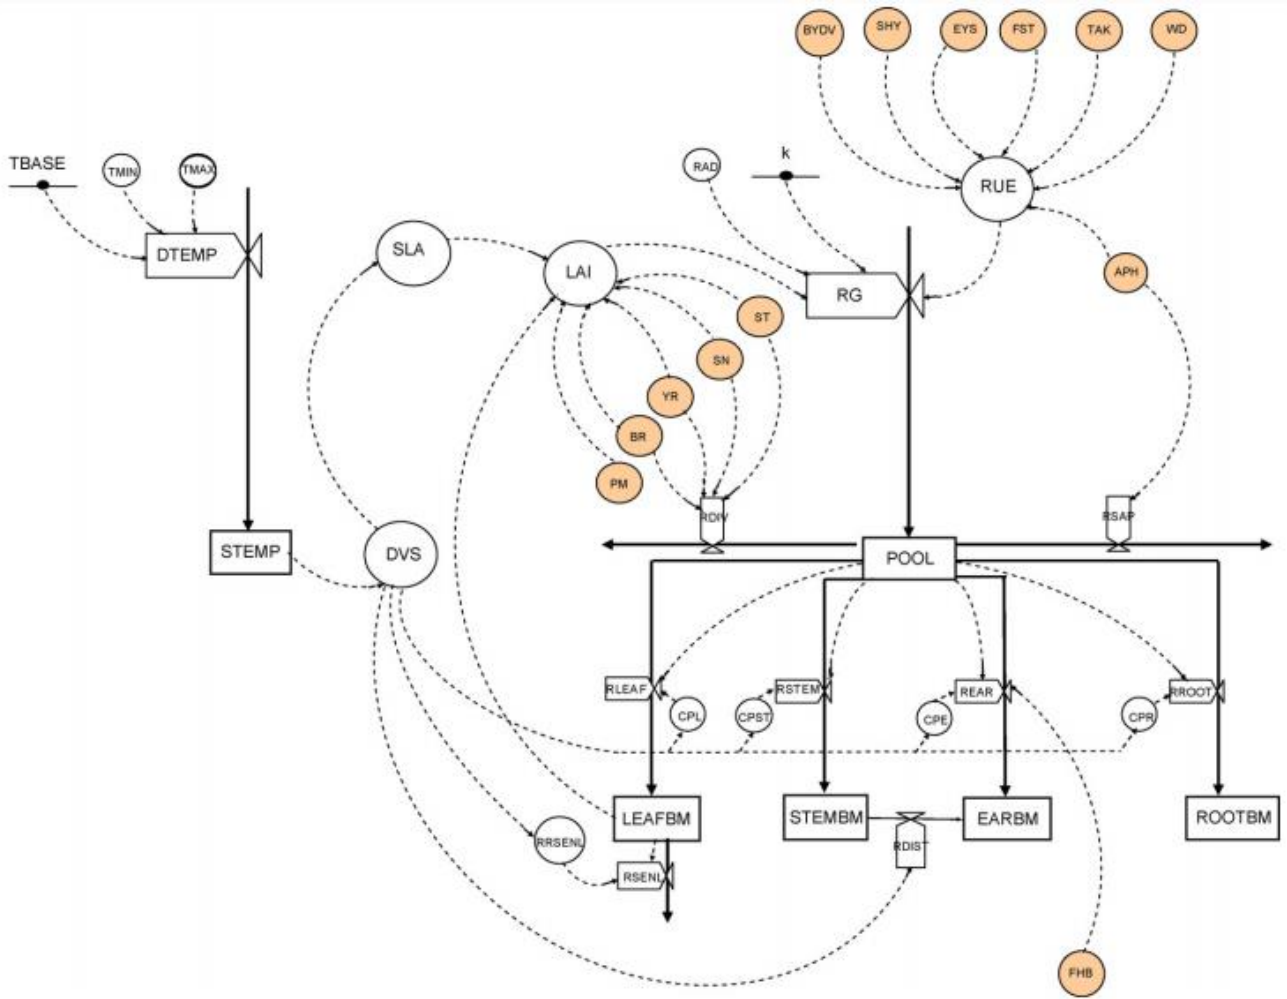 BYDV
SHY
EYS
FST
TAK
WD
TBASE
TMIN
TMAX
RAD
k
RUE
SLA
LAI
DTEMP
RG
APH
ST
SN
YR
BR
PM
RDIV
RSAP
STEMP
DVS
POOL
RLEAF
RSTEM
REAR
RROOT
CPL
CPST
CPE
CPR
LEAFBM
STEMBM
EARBM
ROOTBM
RRSENL
RDIST
RSENL
FHB